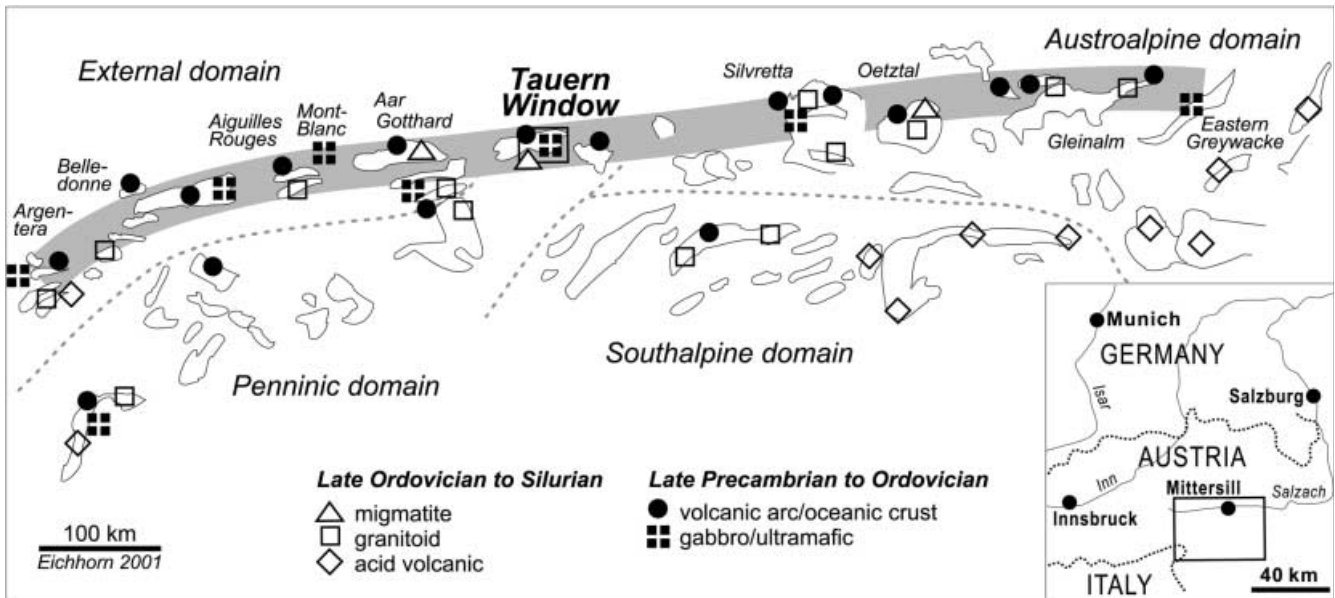 Austroalpine domain
External domain
Tauern
Window
Silvretta
Oetztal
Aar
Gotthard
Mont-
Blanc
Aiguilles
Rouges
Belle-
donne
Argen-
tera
Gleinalm
Eastern
Greywacke
Penninic domain
Southalpine domain
Late Ordovician to Silurian
migmatite
granitoid
acid volcanic
Late Precambrian to Ordovician
volcanic arc/oceanic crust
gabbro/ultramafic
100 km
Eichhorn 2001
Munich
GERMANY
Isar
Salzburg
AUSTRIA
Inn
Mittersill
Salzach
Innsbruck
ITALY
40 km